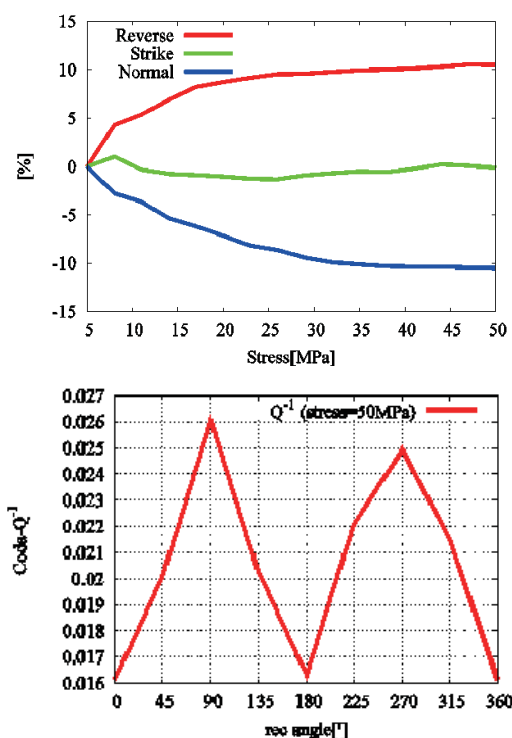 Reverse
Strike
Normal
15
10
5
0
-5
-10
-15
[%]
5 10 15 20 25 30 35 40 45 50
Stress[MPa]
Q⁻¹ (stress=50MPa)
0.027
0.026
0.025
0.024
0.023
0.022
0.021
0.02
0.019
0.018
0.017
0.016
Coda-Q⁻¹
0 45 90 135 180 225 270 315 360
rec angle[°]